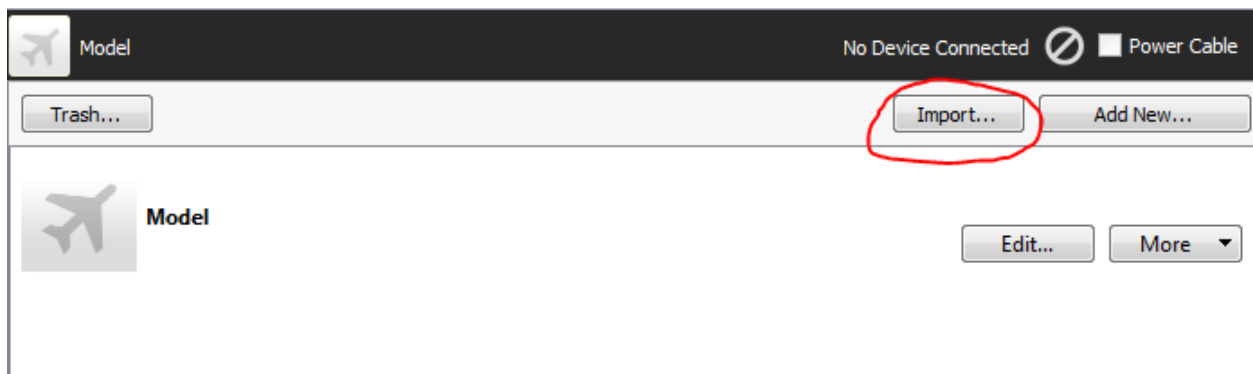 Model No Device Connected Power Cable
Trash... Import... Add New...
Model
Edit... More